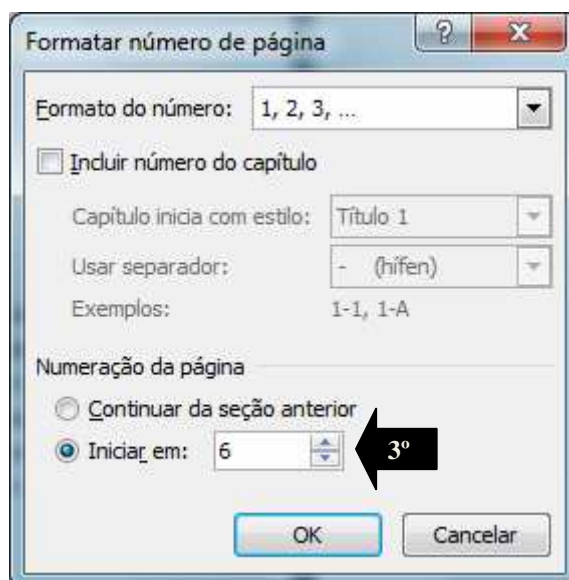 Formatar número de página
Formato do número: 1, 2, 3, ...
Incluir número do capítulo
Capítulo inicia com estilo: Título 1
Usar separador: - (hífen)
Exemplos: 1-1, 1-A
Numeração da página
Continuar da seção anterior
Iniciar em: 6 3º
OK Cancelar